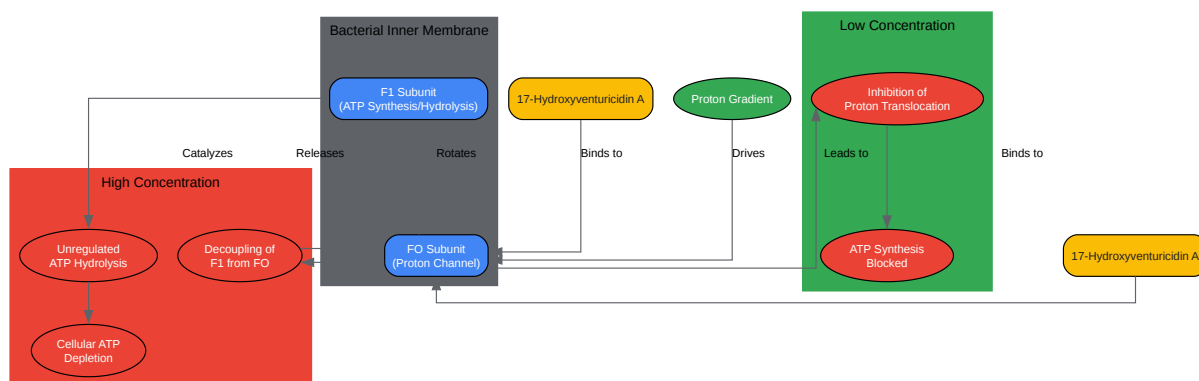 Bacterial Inner Membrane
Low Concentration
F1 Subunit
(ATP Synthesis/Hydrolysis)
17-Hydroxyventuricidin A
Proton Gradient
Inhibition of
Proton Translocation
Catalyzes
Releases
Rotates
Binds to
Drives
Leads to
Binds to
High Concentration
Unregulated
ATP Hydrolysis
Decoupling of
F1 from FO
FO Subunit
(Proton Channel)
ATP Synthesis
Blocked
17-Hydroxyventuricidin A
Cellular ATP
Depletion